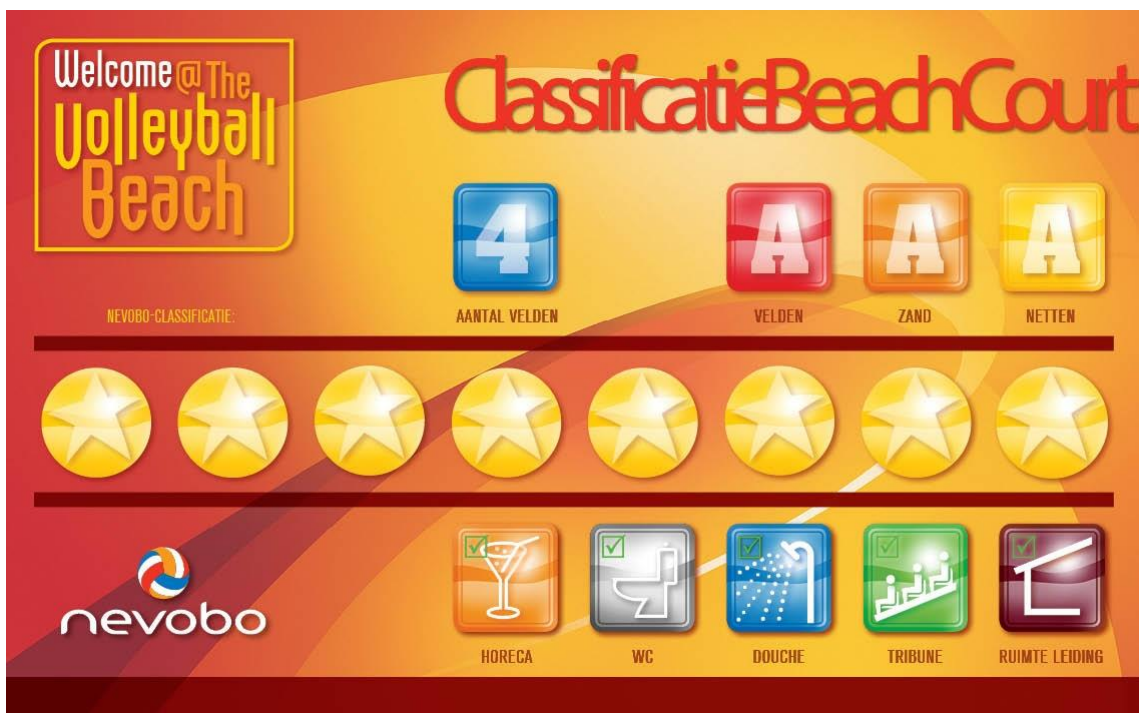 Welcome @ The
Volleyball
Beach
ClassificatieBeachCourt
4
A
A
A
NEVOBO-CLASSIFICATIE:
AANTAL VELDEN
VELDEN
ZAND
NETTEN
nevobo
HORECA
WC
DOUCHE
TRIBUNE
RUIMTE LEIDING